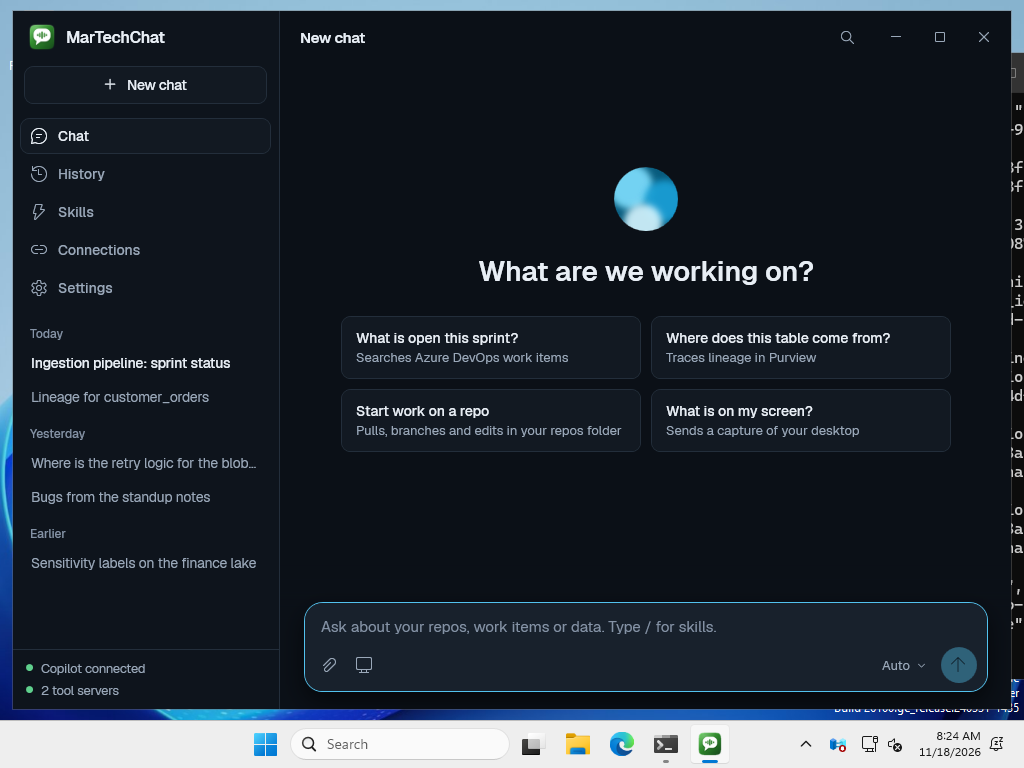 MarTechChat
New chat
New chat
Chat
History
Skills
Connections
Settings
Today
Ingestion pipeline: sprint status
Lineage for customer_orders
Yesterday
Where is the retry logic for the blob…
Bugs from the standup notes
Earlier
Sensitivity labels on the finance lake
Copilot connected
2 tool servers
What are we working on?
What is open this sprint?
Searches Azure DevOps work items
Where does this table come from?
Traces lineage in Purview
Start work on a repo
Pulls, branches and edits in your repos folder
What is on my screen?
Sends a capture of your desktop
Ask about your repos, work items or data. Type / for skills.
Auto
Search
8:24 AM
11/18/2026